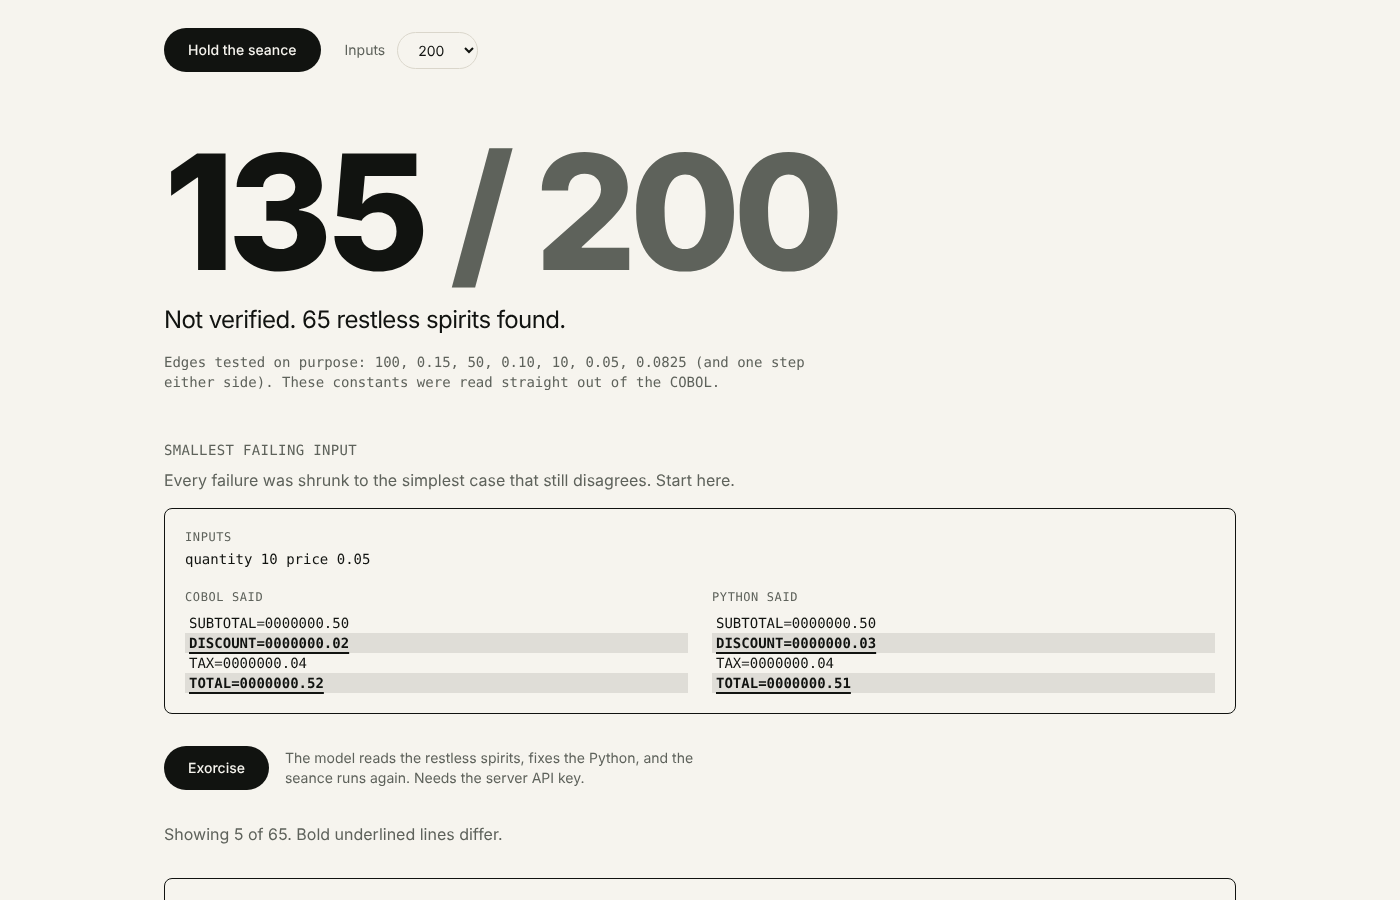 Hold the seance
Inputs
200
135 / 200
Not verified. 65 restless spirits found.
Edges tested on purpose: 100, 0.15, 50, 0.10, 10, 0.05, 0.0825 (and one step
either side). These constants were read straight out of the COBOL.
SMALLEST FAILING INPUT
Every failure was shrunk to the simplest case that still disagrees. Start here.
INPUTS
quantity 10 price 0.05
COBOL SAID
SUBTOTAL=0000000.50
DISCOUNT=0000000.02
TAX=0000000.04
TOTAL=0000000.52
PYTHON SAID
SUBTOTAL=0000000.50
DISCOUNT=0000000.03
TAX=0000000.04
TOTAL=0000000.51
Exorcise
The model reads the restless spirits, fixes the Python, and the
seance runs again. Needs the server API key.
Showing 5 of 65. Bold underlined lines differ.